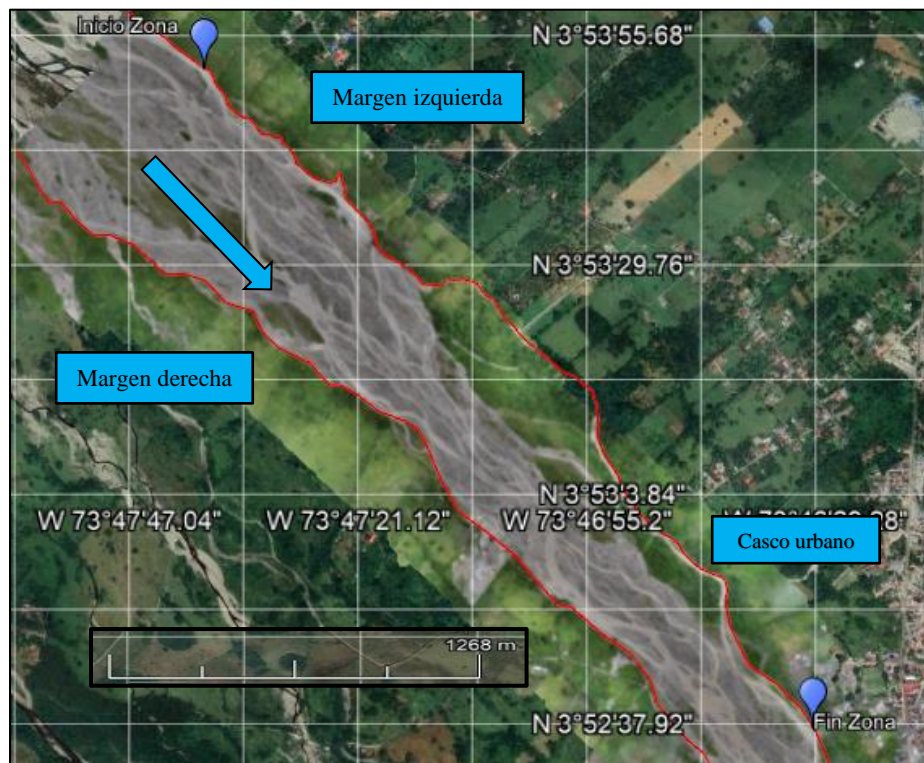 Inicio Zona
N 3°53'55.68"
Margen izquierda
N 3°53'29.76"
Margen derecha
N 3°53'3.84"
W 73°47'47.04"
W 73°47'21.12"
W 73°46'55.2"
Casco urbano
1268 m
N 3°52'37.92"
Fin Zona